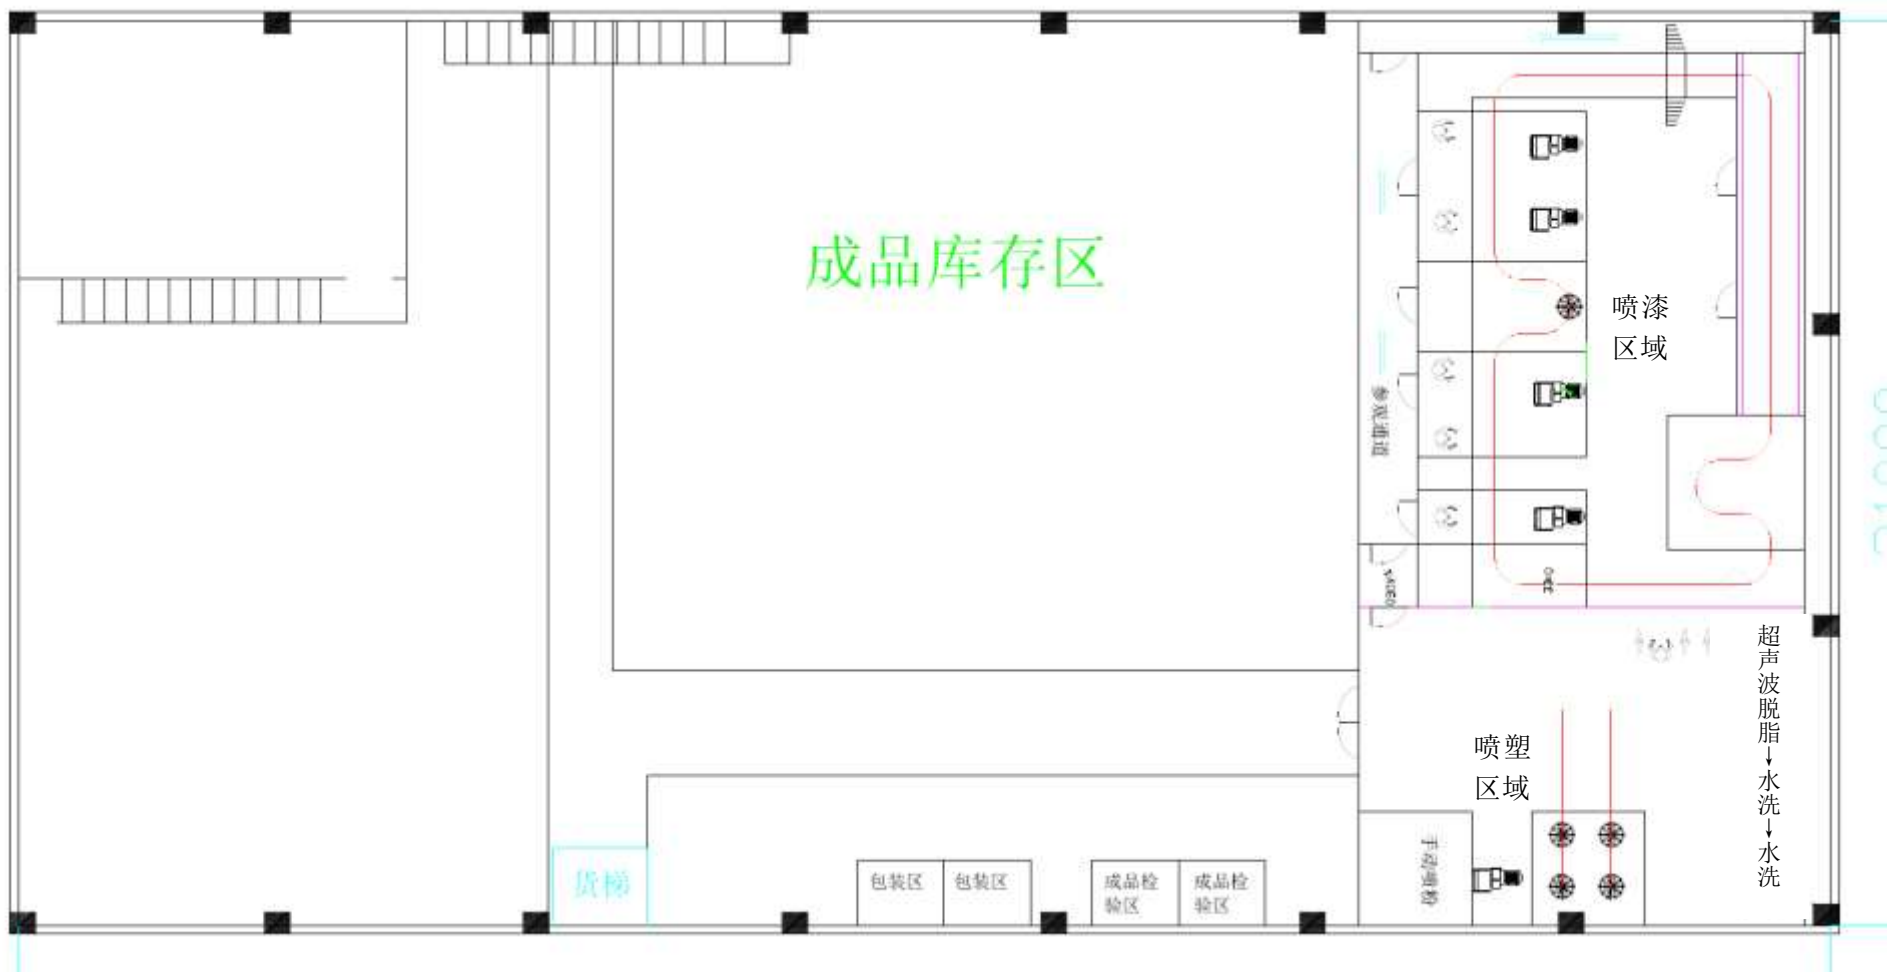 成品库存区
喷漆
区域
参观通道
超声波脱脂→水洗→水洗
喷塑
区域
手动喷粉
货梯
包装区
包装区
成品检
验区
成品检
验区